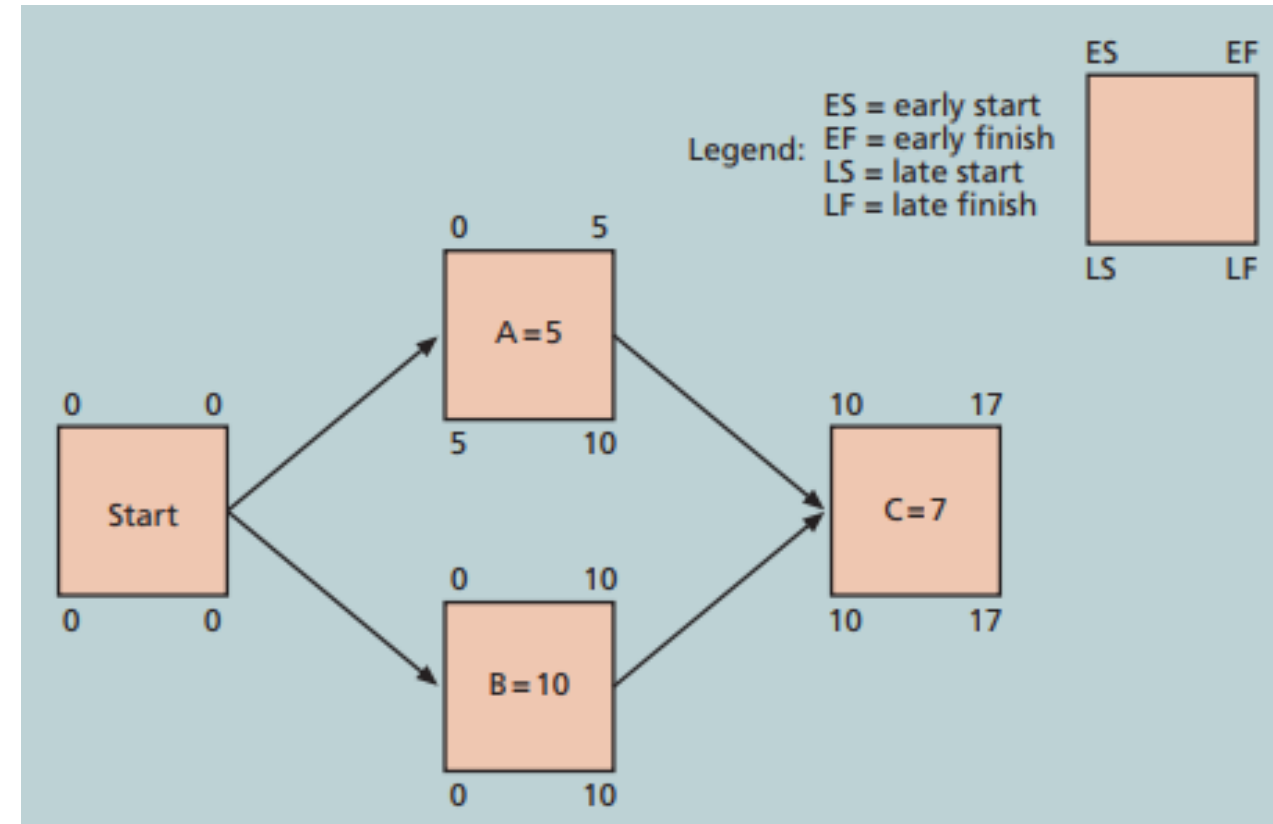 ES EF
ES = early start
Legend: EF = early finish
LS = late start
LF = late finish
LS LF
0 5
A = 5
5 10
0 0
Start
0 0
10 17
C = 7
10 17
0 10
B = 10
0 10